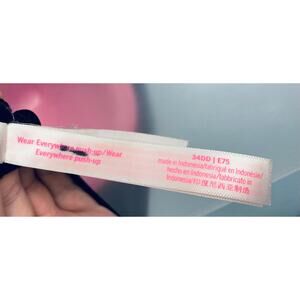 Wear Everywhere push-up/Wear
Everywhere push-up
34DD | E75
made in Indonesia/fabriqué en Indonésie/
hecho en Indonesia/fabbricato in
Indonesia/印度尼西亚制造